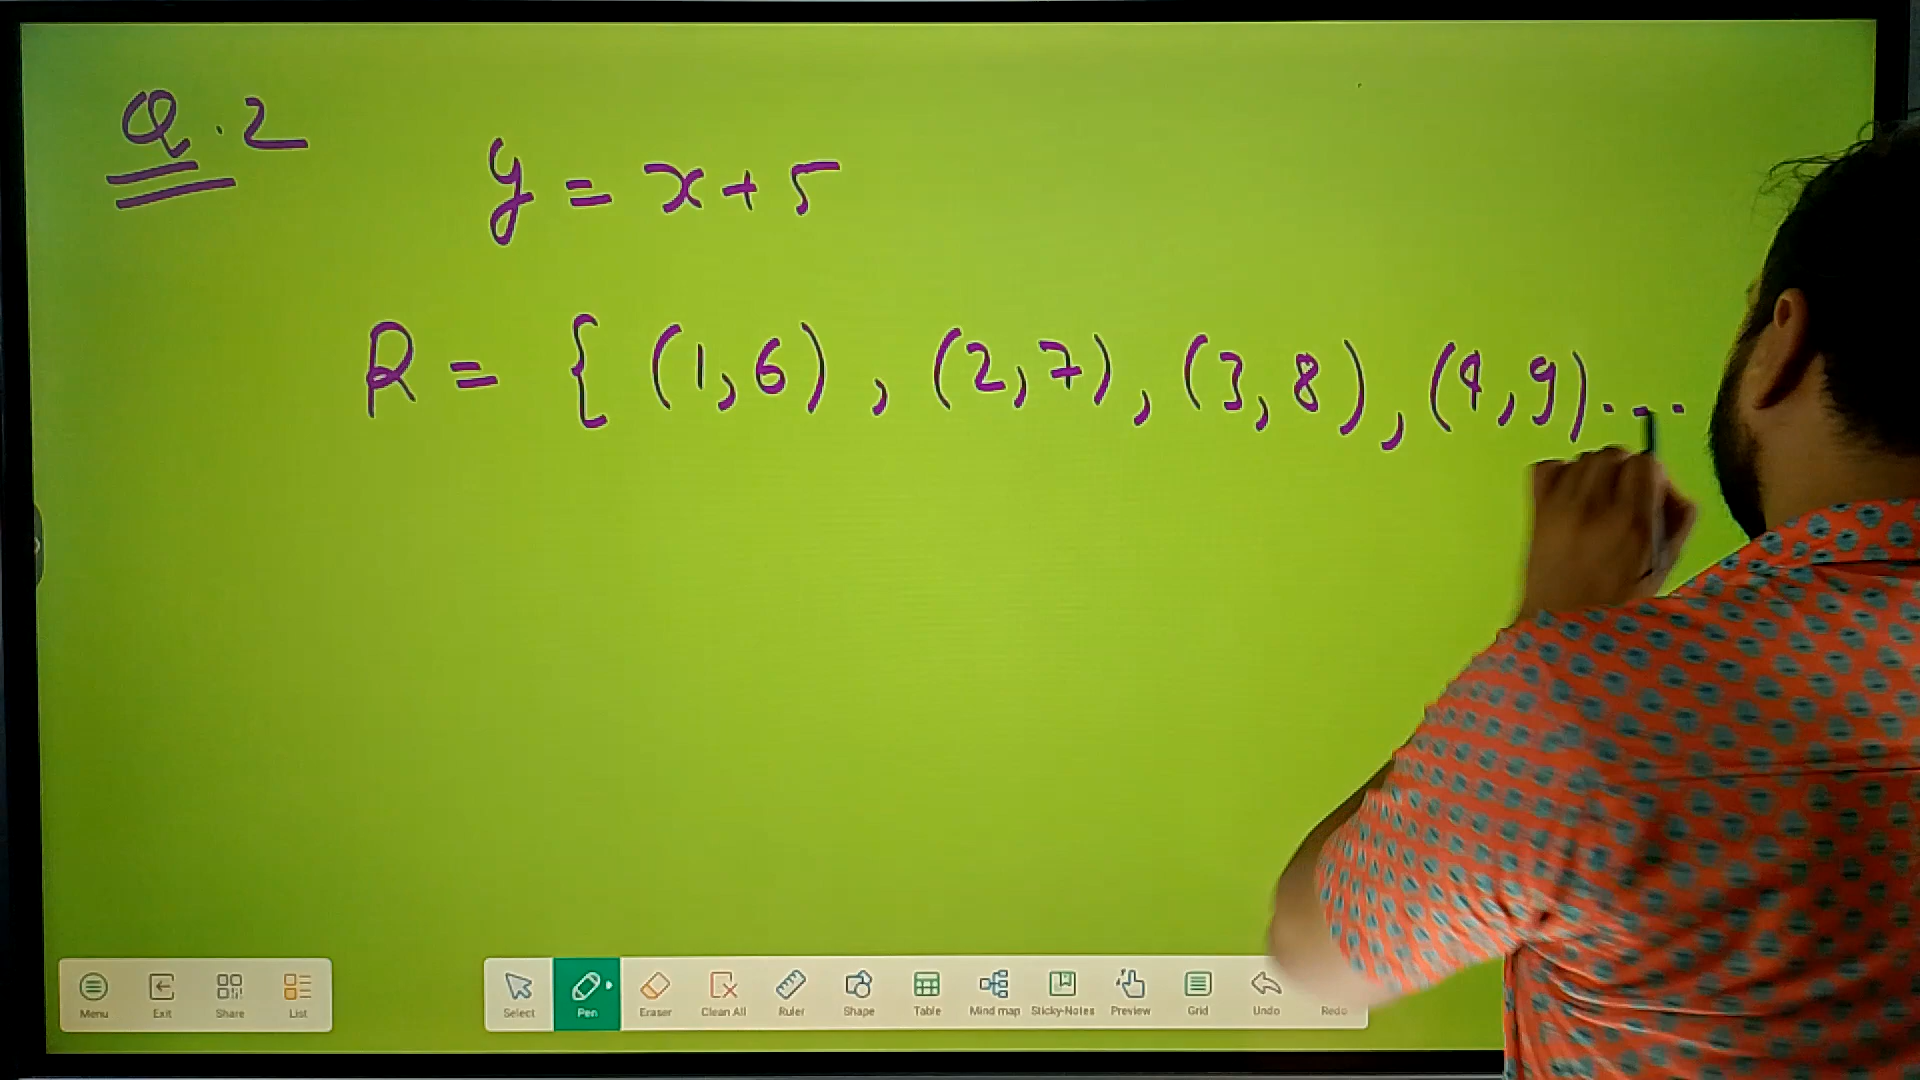 Q.2
y = x + 5
R = { (1,6) , (2,7) , (3,8) , (4,9) ...
Menu Exit Share List Select Pen Eraser Clean All Ruler Shape Table Mind map Sticky-Notes Preview Grid Undo Redo